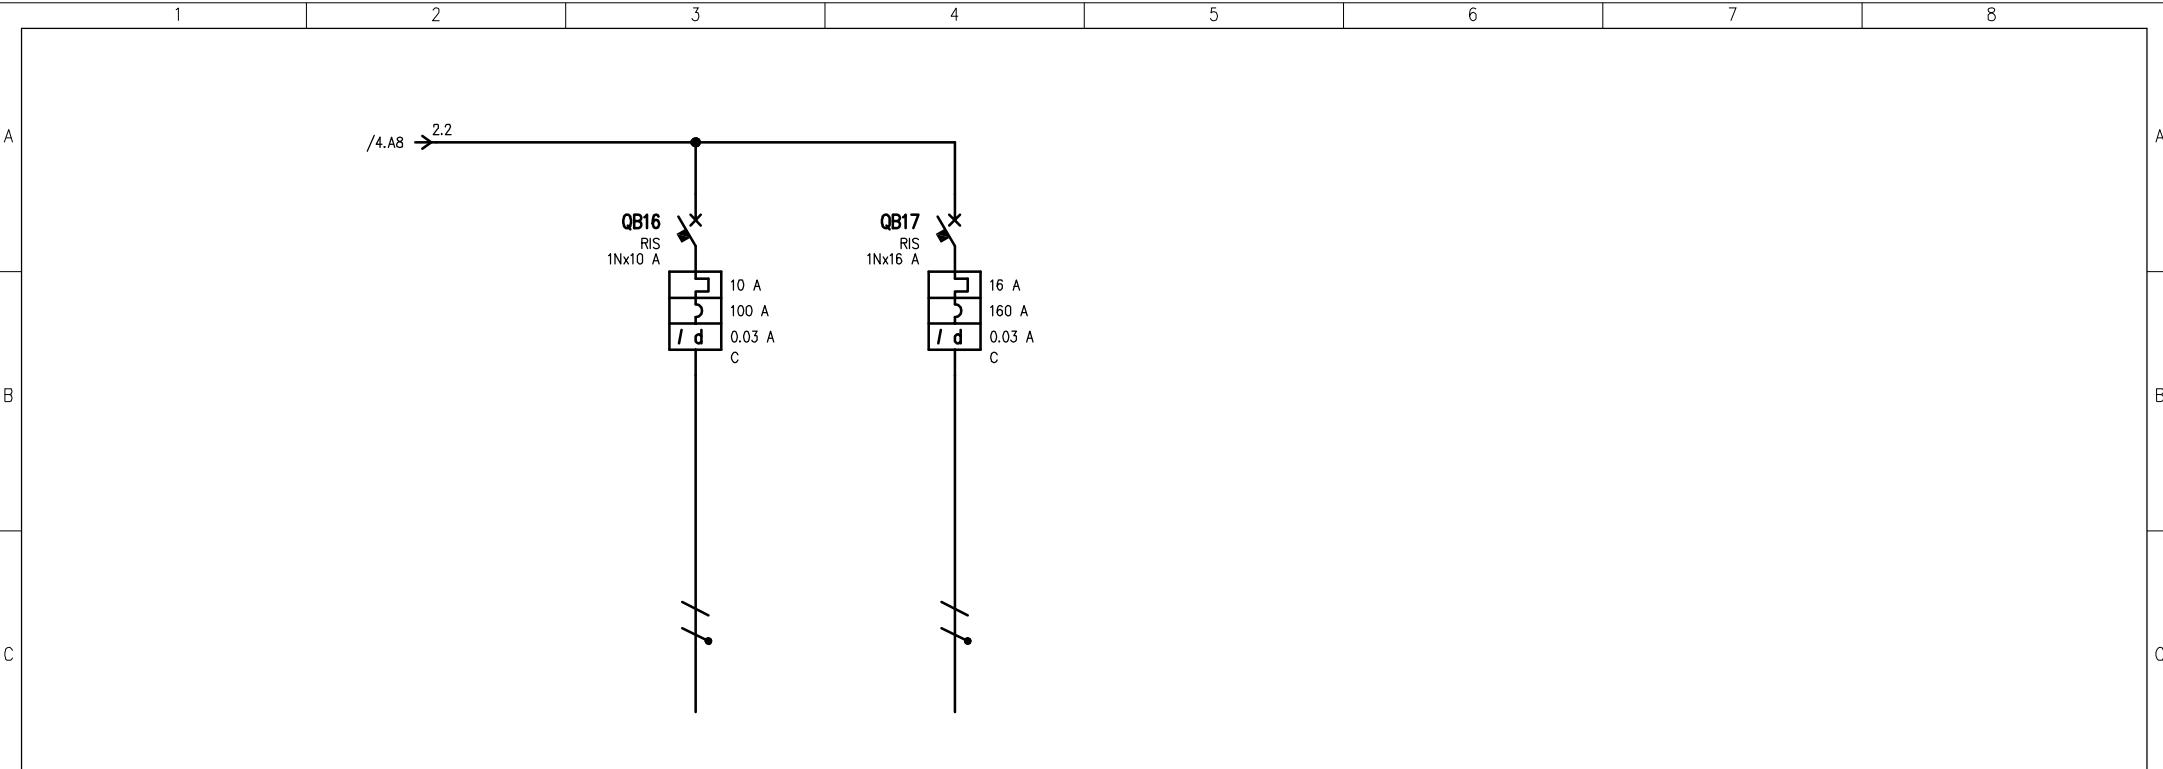 1 2 3 4 5 6 7 8
A A
2.2
/4.A8
QB16 QB17
RIS RIS
1Nx10 A 1Nx16 A
10 A 16 A
100 A 160 A
I d 0.03 A I d 0.03 A
C C
B B
C C